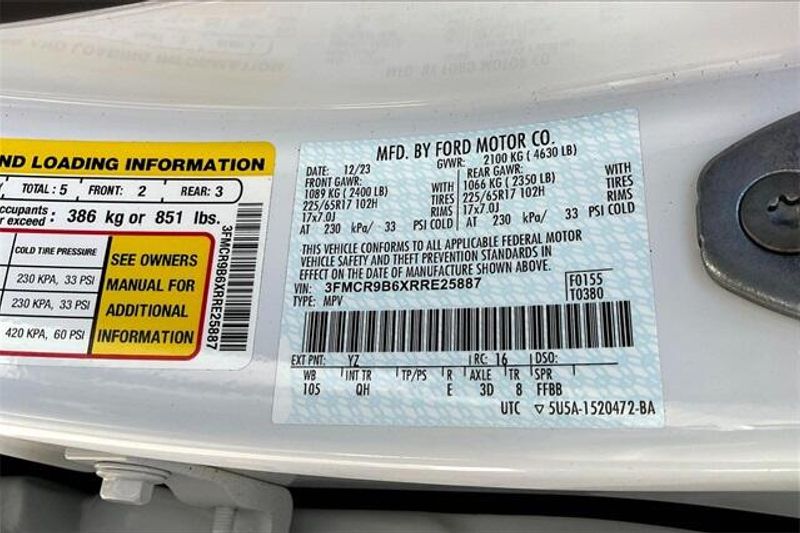 ND LOADING INFORMATION
TOTAL : 5 FRONT: 2 REAR: 3
ccupants: 386 kg or 851 lbs.
r exceed :
COLD TIRE PRESSURE
230 KPA, 33 PSI
230 KPA, 33 PSI
420 KPA, 60 PSI
SEE OWNERS
MANUAL FOR
ADDITIONAL
INFORMATION
3FMCR9B6XRRE25887
MFD. BY FORD MOTOR CO.
DATE: 12/23 GVWR: 2100 KG ( 4630 LB)
FRONT GAWR: REAR GAWR:
1089 KG ( 2400 LB) WITH 1066 KG ( 2350 LB) WITH
225/65R17 102H TIRES 225/65R17 102H TIRES
17x7.0J RIMS 17x7.0J RIMS
AT 230 kPa/ 33 PSI COLD AT 230 kPa/ 33 PSI COLD
THIS VEHICLE CONFORMS TO ALL APPLICABLE FEDERAL MOTOR
VEHICLE SAFETY AND THEFT PREVENTION STANDARDS IN
EFFECT ON THE DATE OF MANUFACTURE SHOWN ABOVE.
VIN: 3FMCR9B6XRRE25887 F0155
TYPE: MPV T0380
EXT PNT: YZ RC: 16 DSO:
WB INT TR TP/PS R AXLE TR SPR
105 QH E 3D 8 FFBB
UTC ▽ 5U5A-1520472-BA